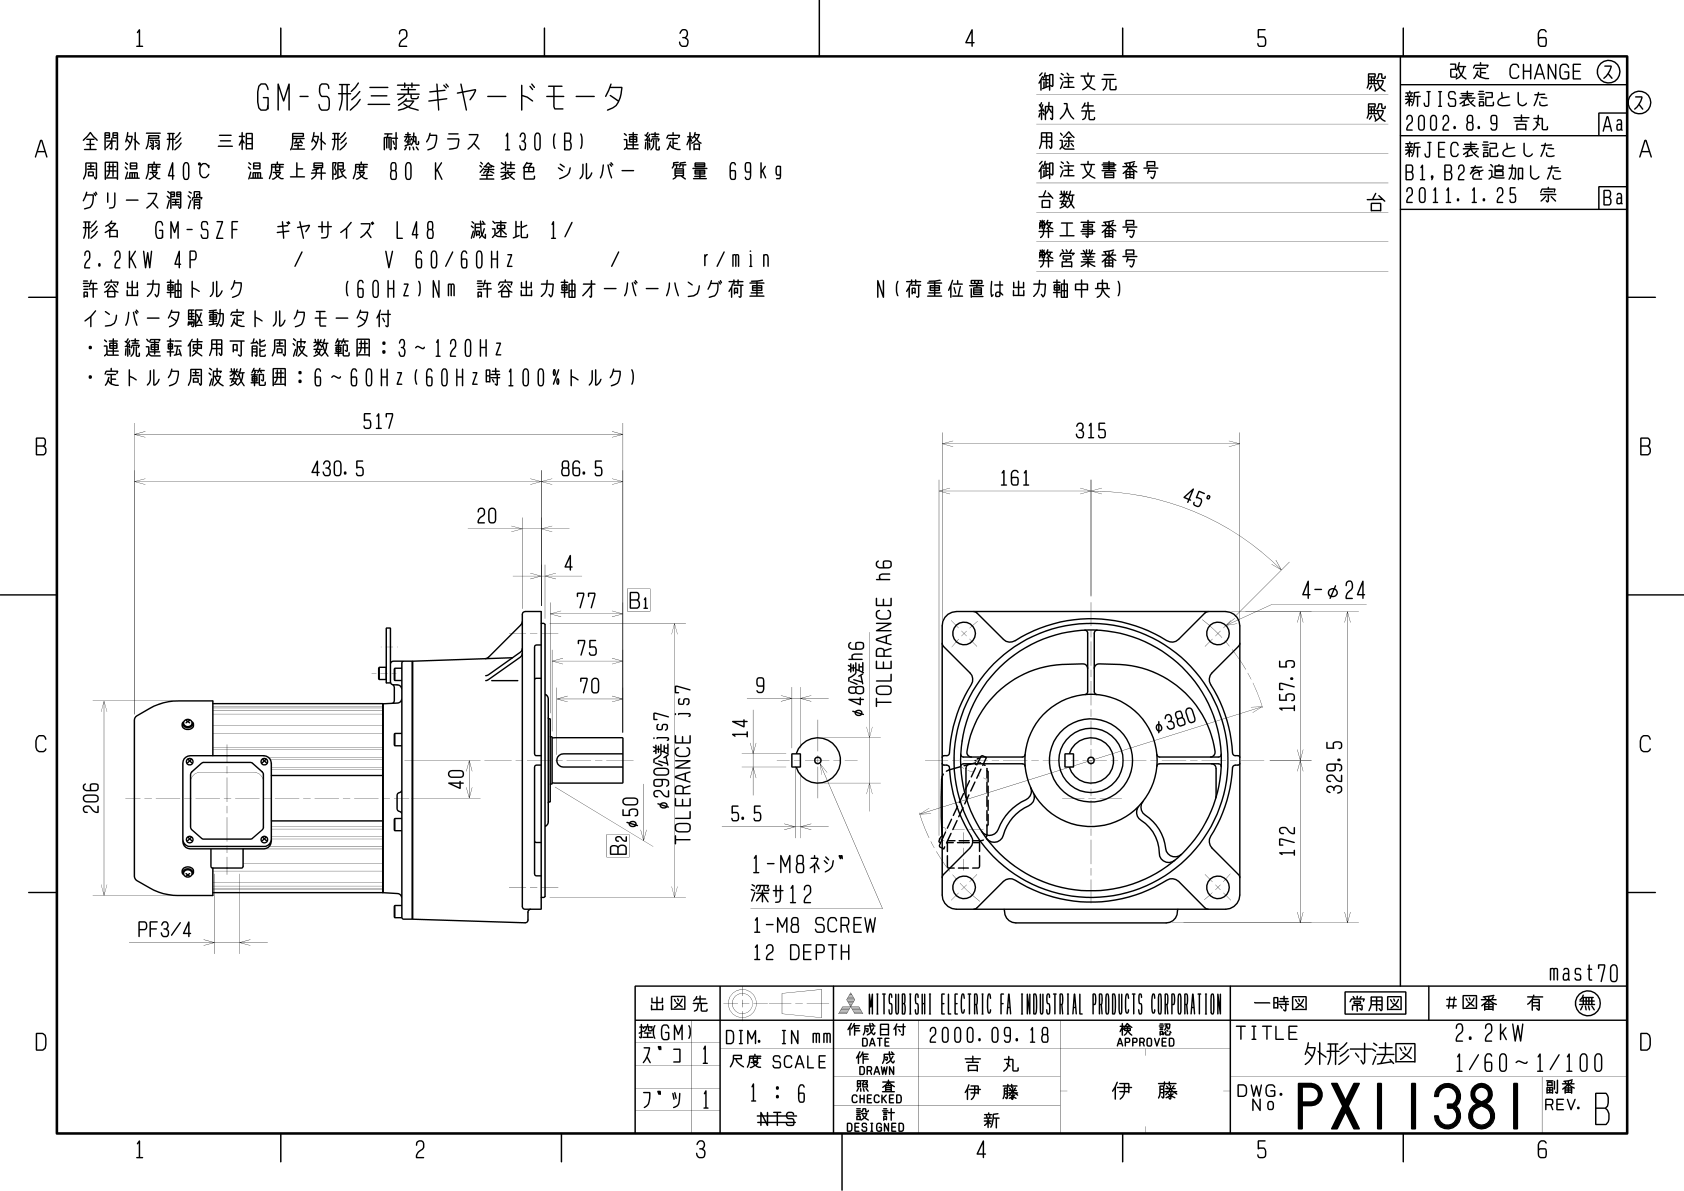 1 2 3 4 5 6
GM-S形三菱ギヤードモータ
全閉外扇形 三相 屋外形 耐熱クラス 130(B) 連続定格
周囲温度40℃ 温度上昇限度 80 K 塗装色 シルバー 質量 69kg
グリース潤滑
形名 GM-SZF ギヤサイズ L48 減速比 1/
2.2KW 4P / V 60/60Hz / r/min
許容出力軸トルク (60Hz)Nm 許容出力軸オーバーハング荷重 N(荷重位置は出力軸中央)
インバータ駆動定トルクモータ付
・連続運転使用可能周波数範囲：3~120Hz
・定トルク周波数範囲：6~60Hz(60Hz時100%トルク)
御注文元 殿
納入先 殿
用途
御注文書番号
台数 台
弊工事番号
弊営業番号
改定 CHANGE ス
新JIS表記とした ス
2002.8.9 吉丸 Aa
新JEC表記とした
B1,B2を追加した
2011.1.25 宗 Ba
A A
B B
C C
D D
517
430.5 86.5
20
4
77 B1
75
70
206
40
φ50
B2
φ290公差js7
TOLERANCE js7
PF3/4
9
14
5.5
φ48公差h6
TOLERANCE h6
1-M8ネジ
深サ12
1-M8 SCREW
12 DEPTH
315
161
45°
4-φ24
φ380
157.5
329.5
172
mast70
出図先
控(GM)
ズコ 1
ブツ 1
DIM. IN mm
尺度 SCALE
1 : 6
NTS
MITSUBISHI ELECTRIC FA INDUSTRIAL PRODUCTS CORPORATION
作成日付 DATE 2000.09.18
作成 DRAWN 吉丸
照査 CHECKED 伊藤
設計 DESIGNED 新
検認 APPROVED
伊藤
一時図 常用図 #図番 有 無
TITLE 外形寸法図
2.2kW
1/60~1/100
DWG. No PX11381
副番 REV. B
1 2 3 4 5 6